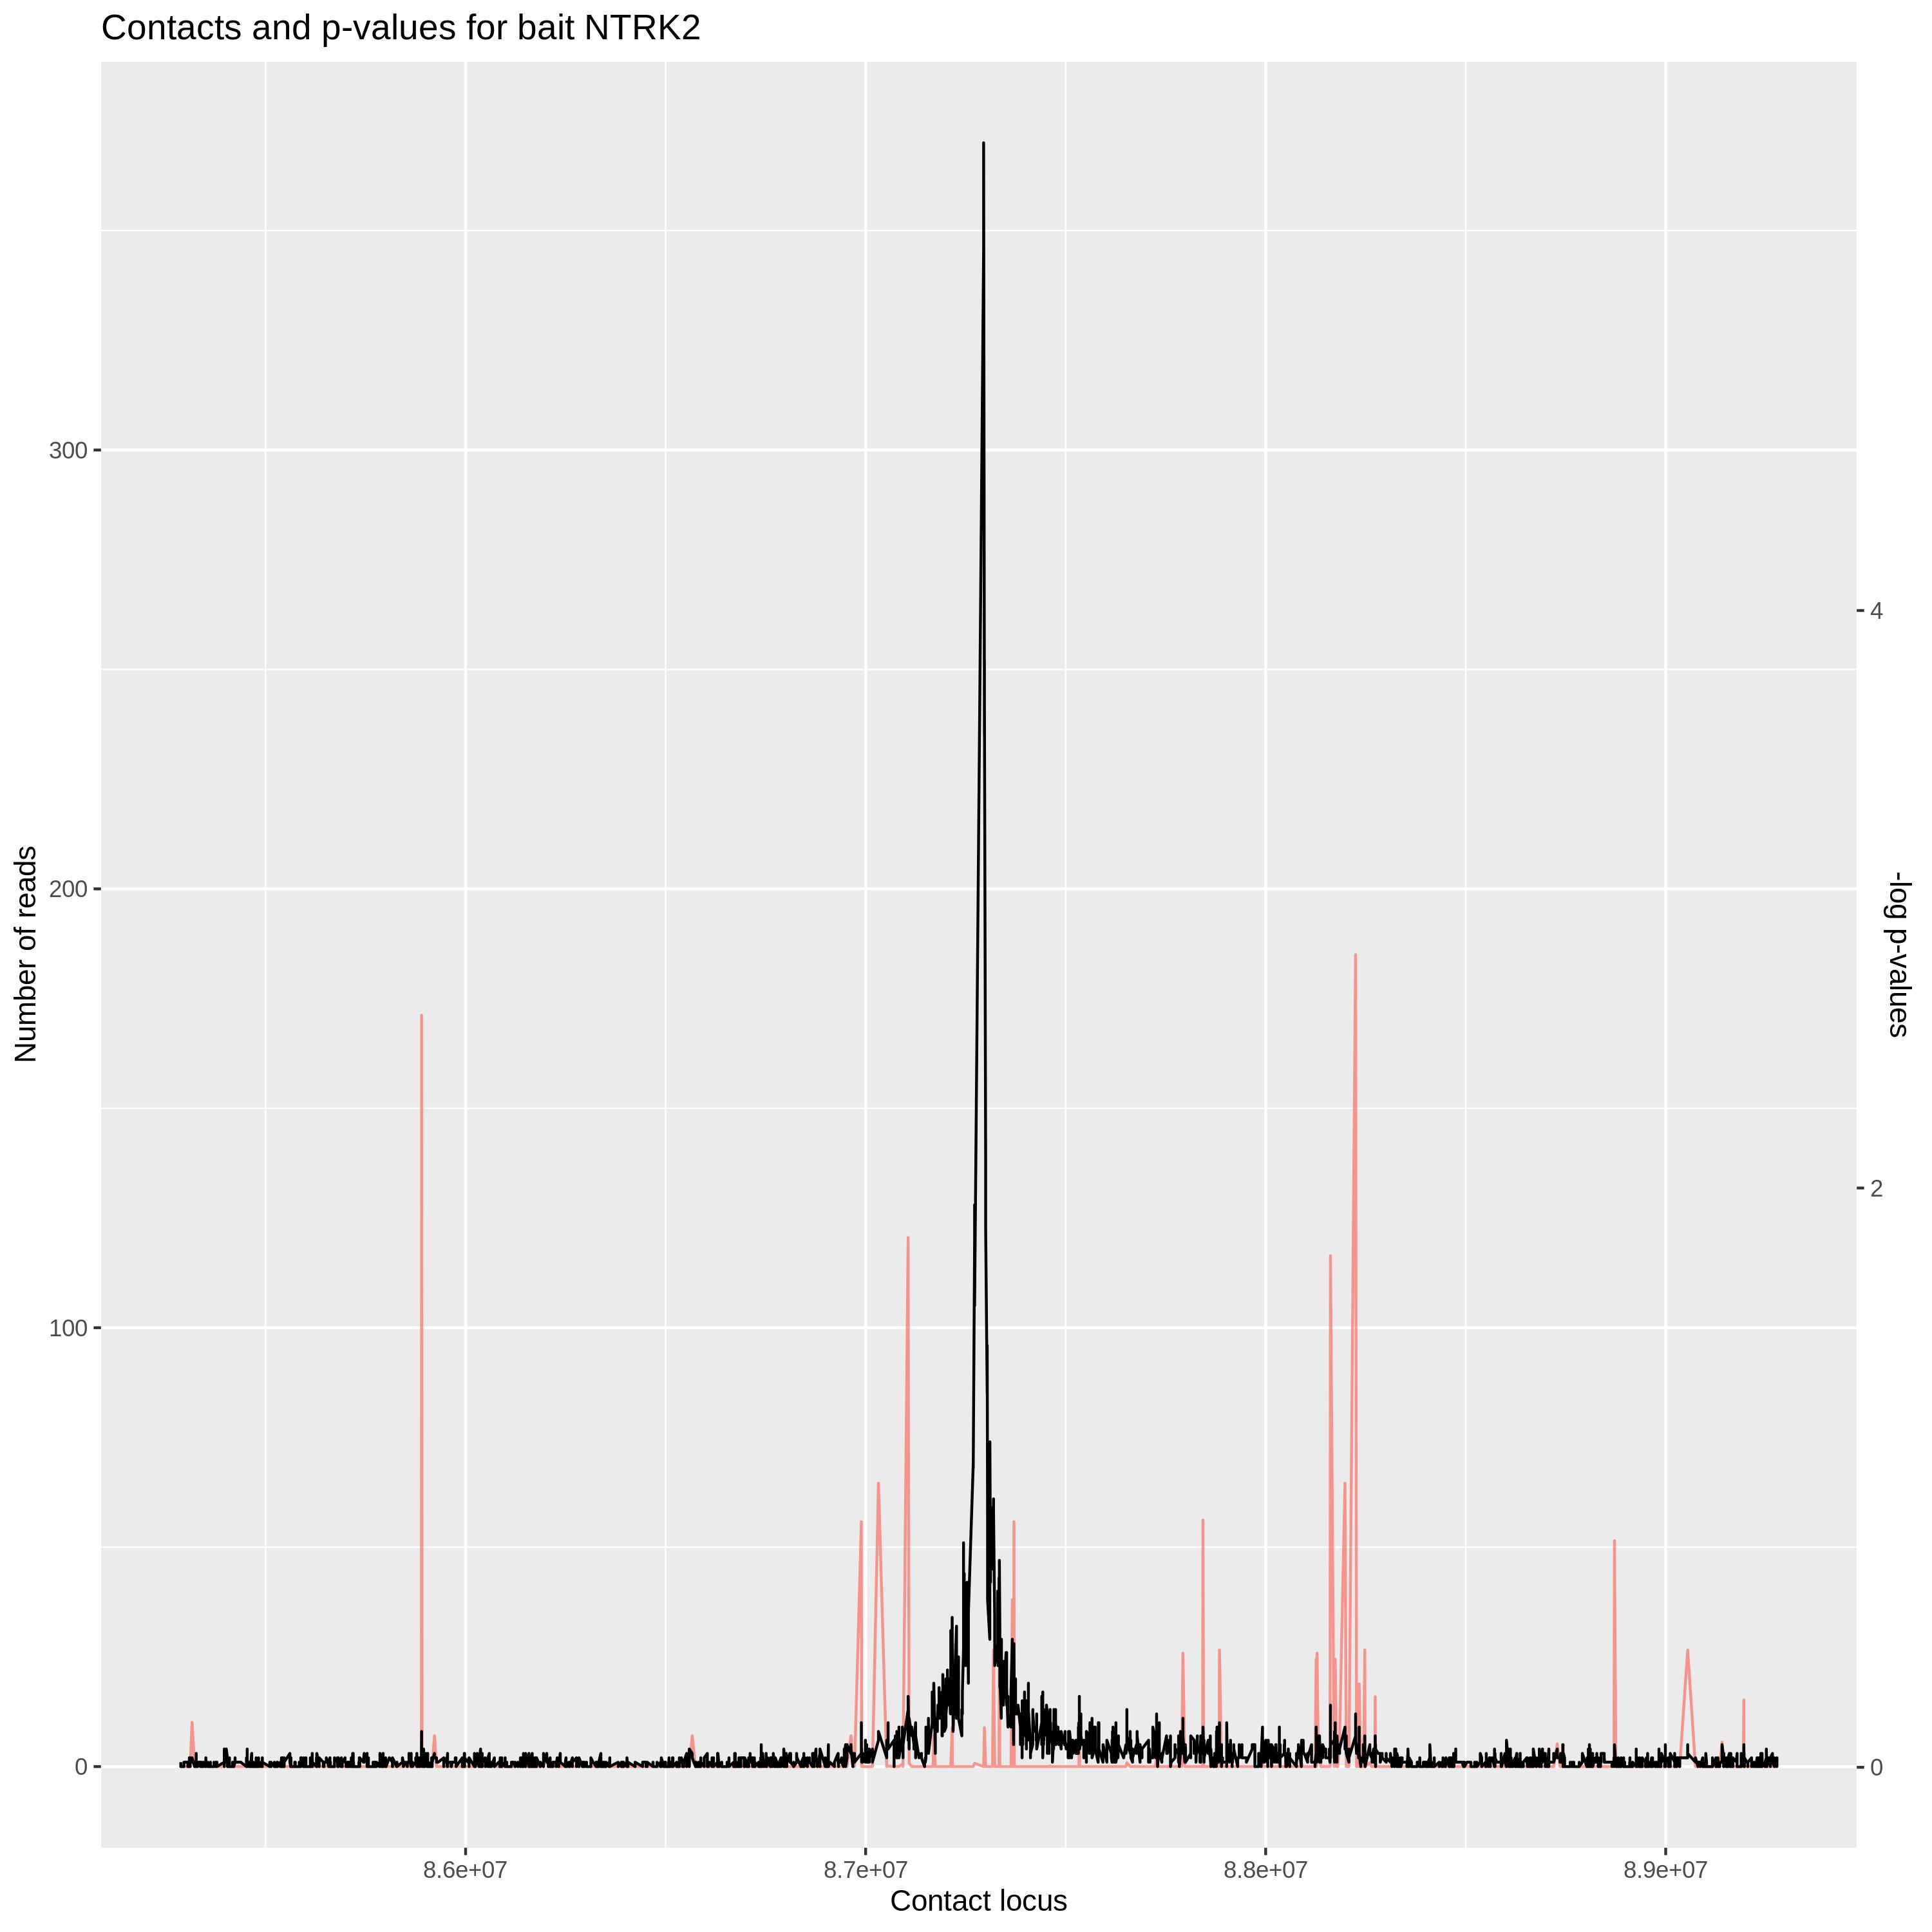 Contacts and p-values for bait NTRK2
Number of reads
300
200
100
0
-log p-values
4
2
0
8.6e+07
8.7e+07
8.8e+07
8.9e+07
Contact locus